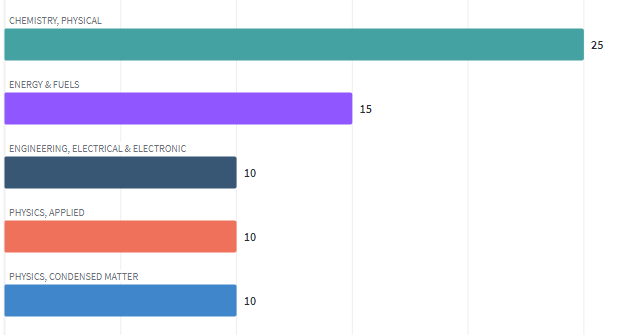 CHEMISTRY, PHYSICAL
25
ENERGY & FUELS
15
ENGINEERING, ELECTRICAL & ELECTRONIC
10
PHYSICS, APPLIED
10
PHYSICS, CONDENSED MATTER
10